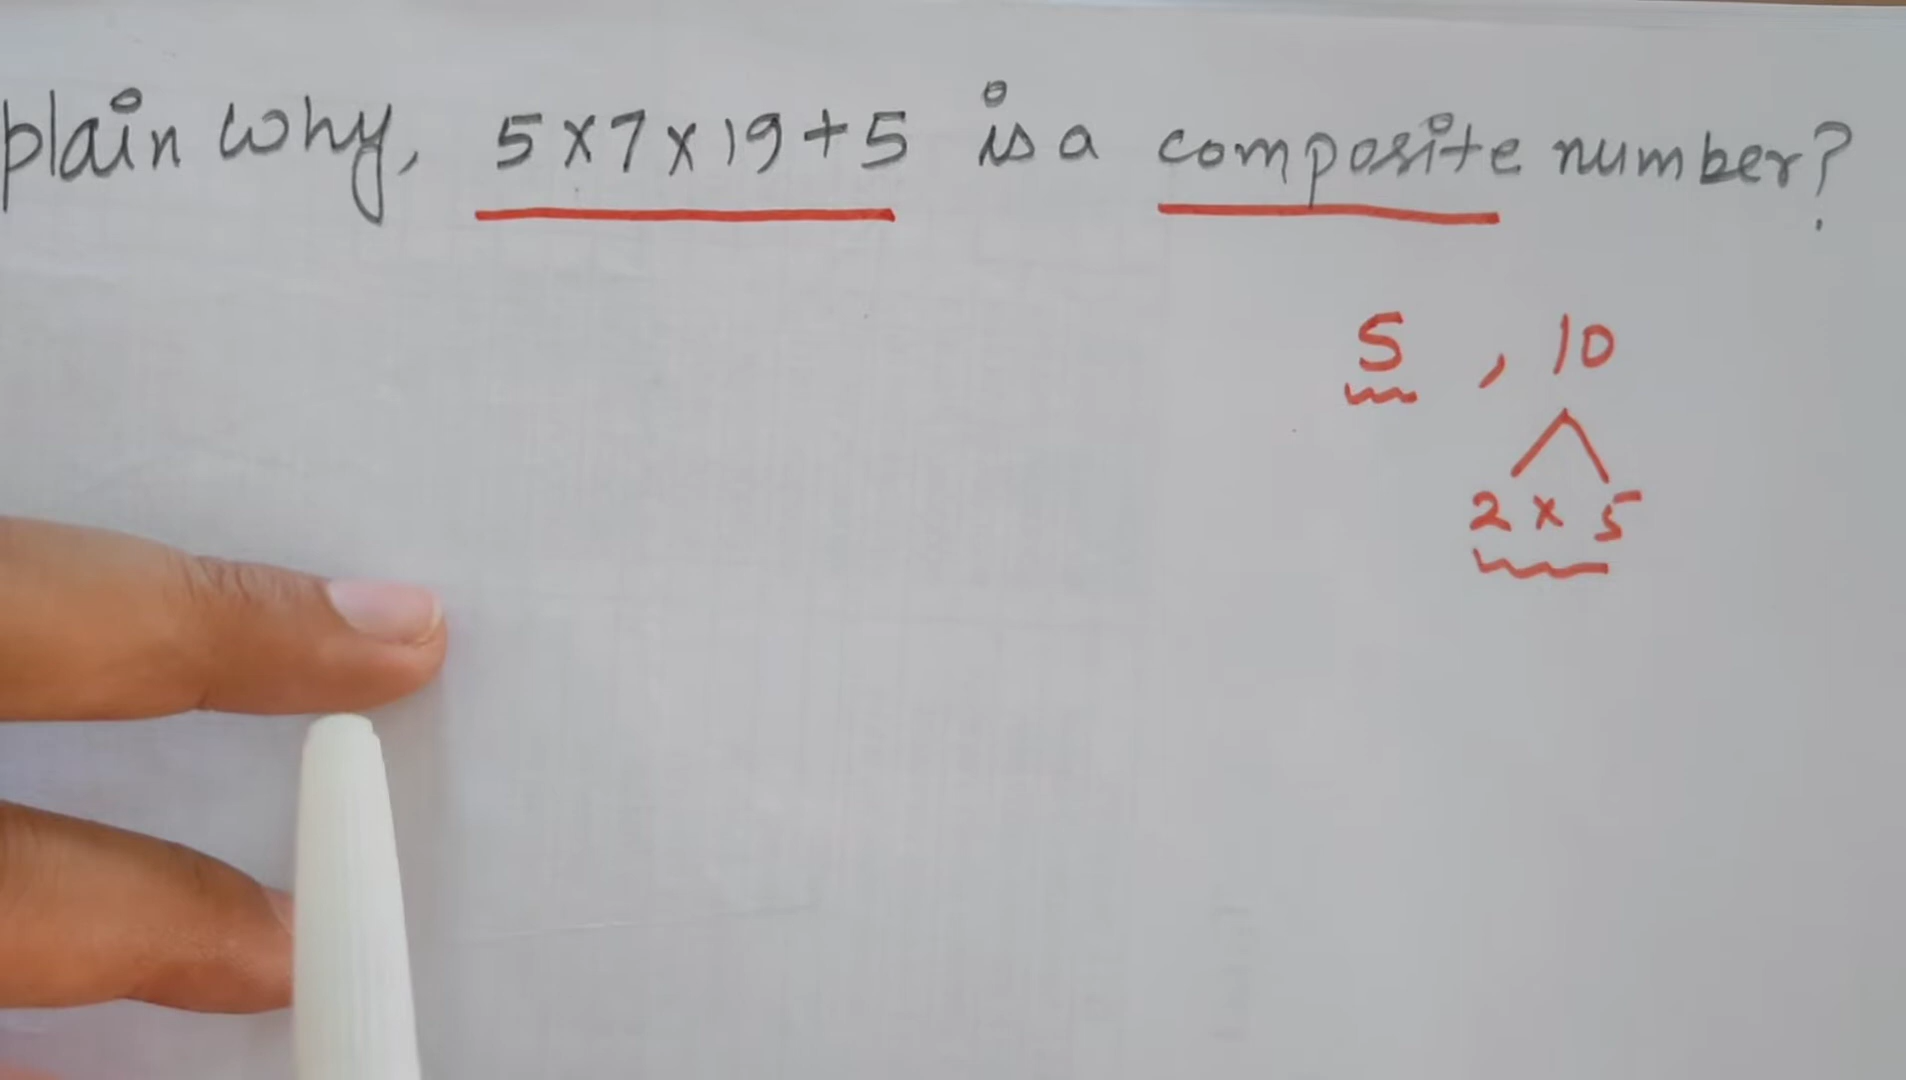 plain why, 5×7×19+5 is a composite number?
5 , 10
2 × 5